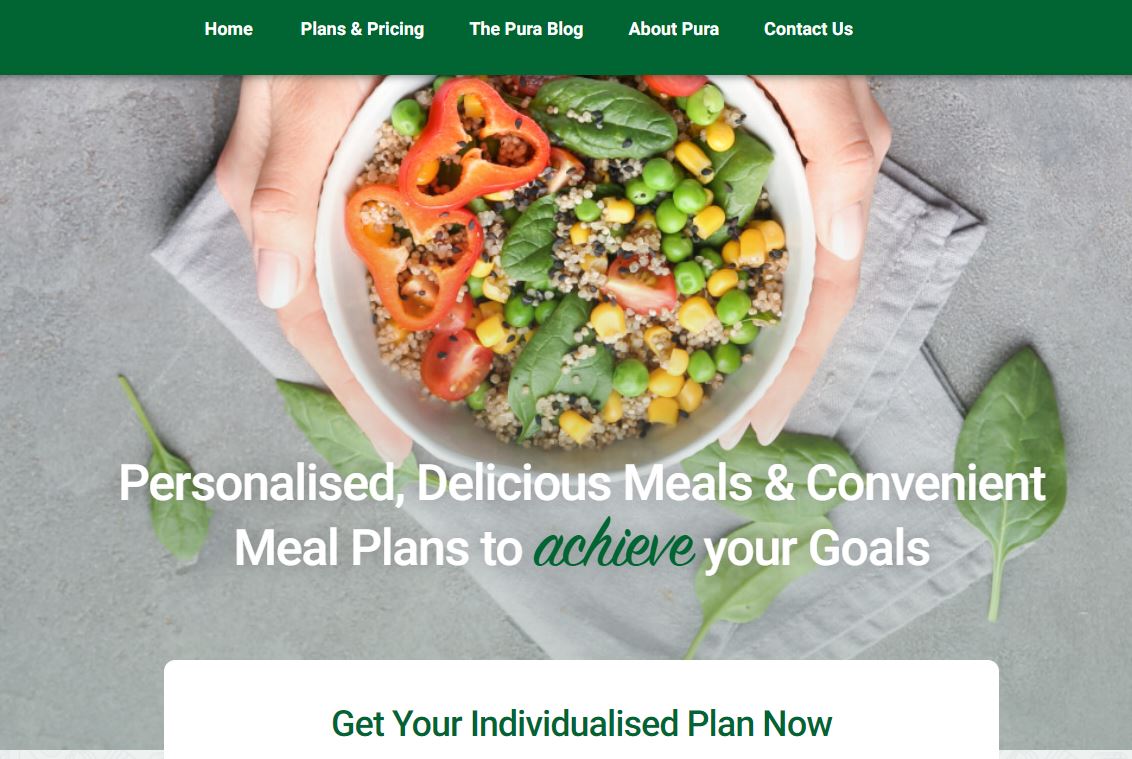 Home Plans & Pricing The Pura Blog About Pura Contact Us
Personalised, Delicious Meals & Convenient
Meal Plans to achieve your Goals
Get Your Individualised Plan Now